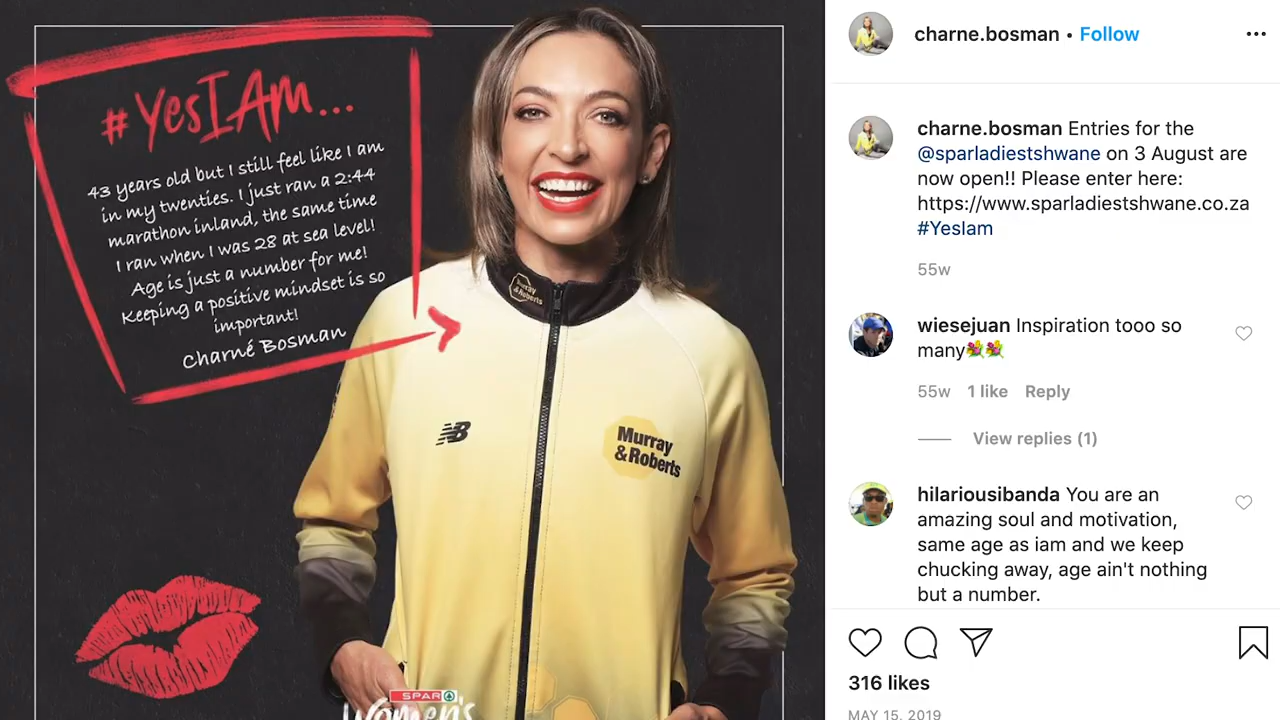 #YesIAm...
43 years old but I still feel like I am
in my twenties. I just ran a 2:44
marathon inland, the same time
I ran when I was 28 at sea level!
Age is just a number for me!
Keeping a positive mindset is so
important!
Charné Bosman
Murray
&Roberts
NB
Murray
&Roberts
SPAR
Women's
charne.bosman • Follow
charne.bosman Entries for the
@sparladiestshwane on 3 August are
now open!! Please enter here:
https://www.sparladiestshwane.co.za
#YesIam
55w
wiesejuan Inspiration tooo so
many💐💐
55w 1 like Reply
View replies (1)
hilariousibanda You are an
amazing soul and motivation,
same age as iam and we keep
chucking away, age ain't nothing
but a number.
316 likes
MAY 15, 2019